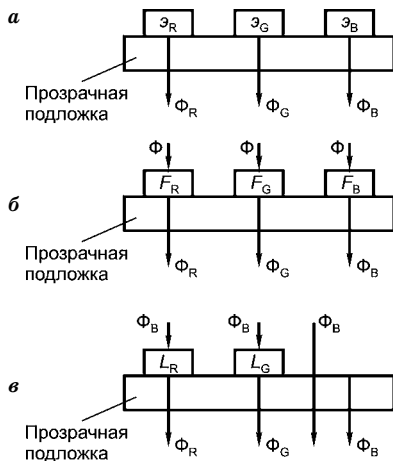 а
Э_R Э_G Э_B
Прозрачная
подложка
Φ_R Φ_G Φ_B
Φ Φ Φ
б
F_R F_G F_B
Прозрачная
подложка
Φ_R Φ_G Φ_B
Φ_B Φ_B Φ_B
в
L_R L_G
Прозрачная
подложка
Φ_R Φ_G Φ_B